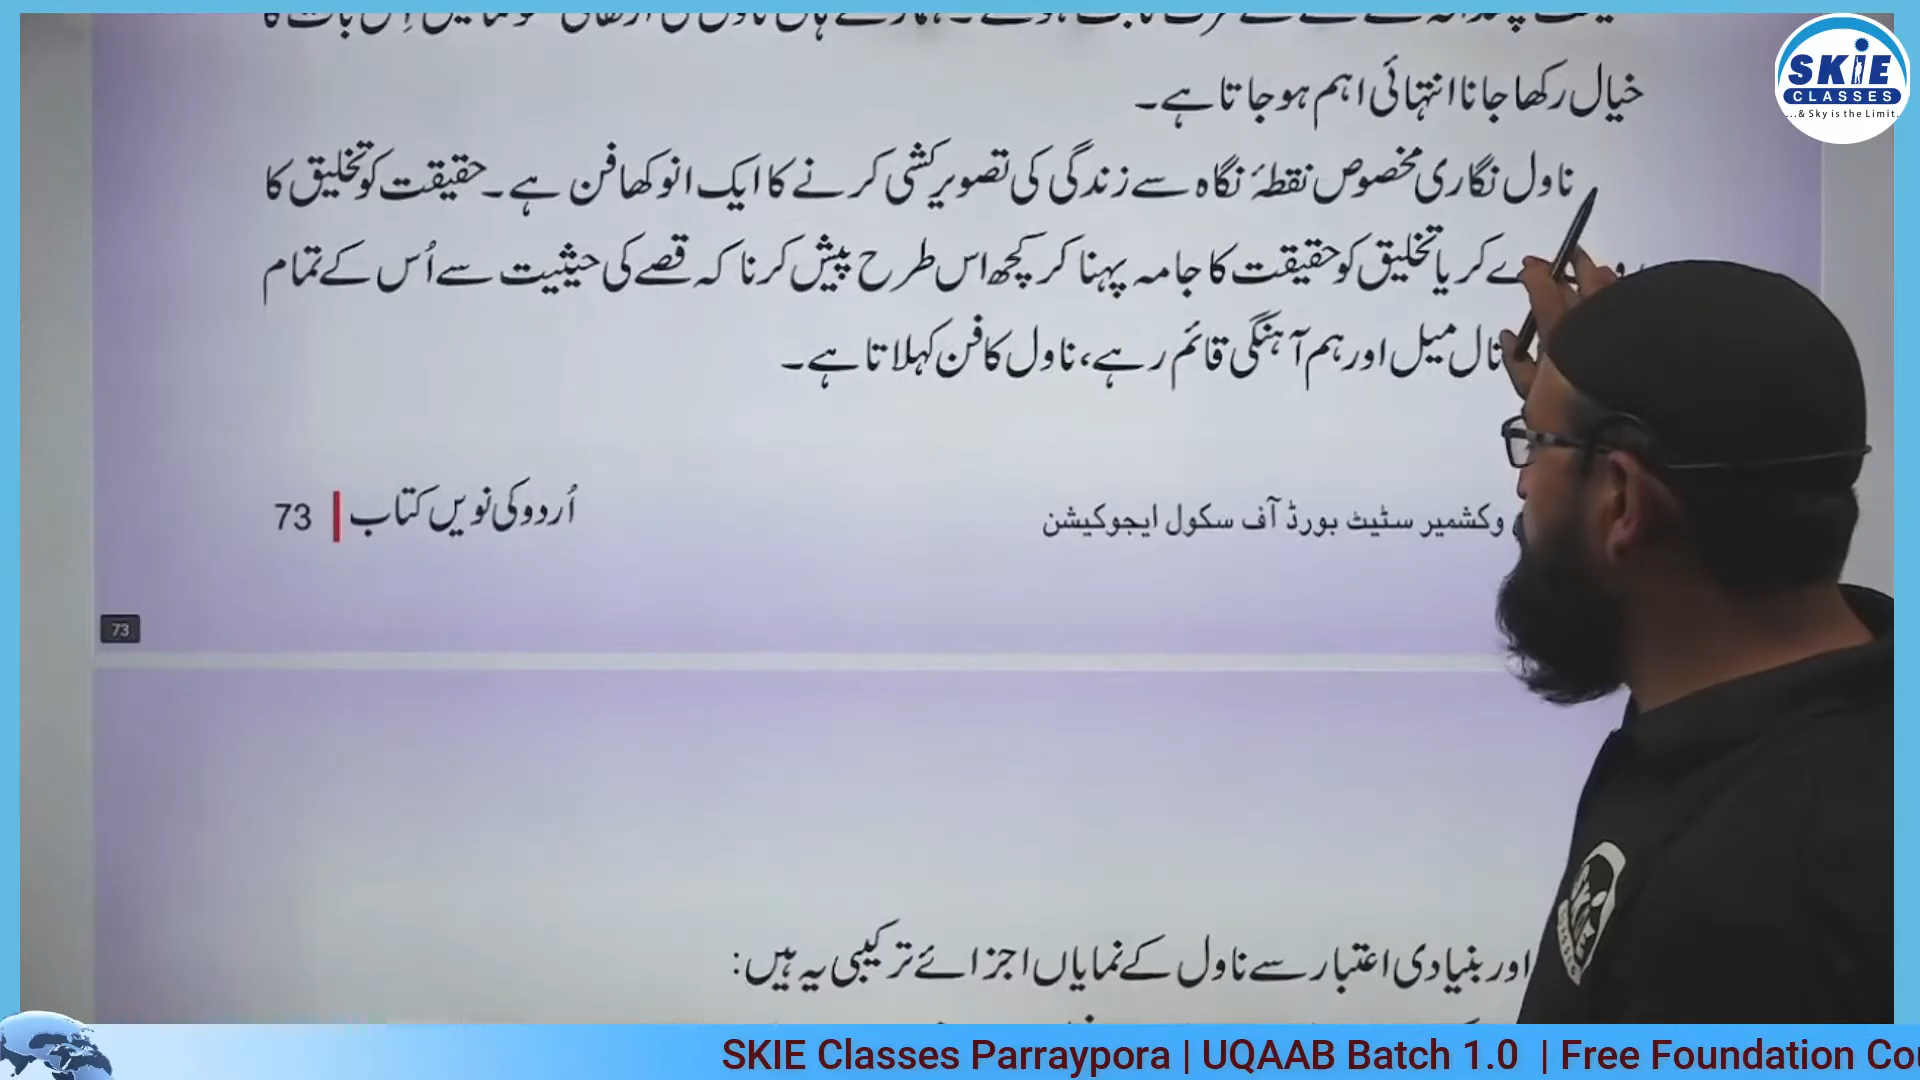 SKIE
CLASSES
...& Sky is the Limit.
خیال رکھا جانا انتہائی اہم ہو جاتا ہے۔
ناول نگاری مخصوص نقطۂ نگاہ سے زندگی کی تصویر کشی کرنے کا ایک انوکھا فن ہے۔ حقیقت کو تخلیق کا
کر یا تخلیق کو حقیقت کا جامہ پہنا کر کچھ اس طرح پیش کرنا کہ قصے کی حیثیت سے اُس کے تمام
تال میل اور ہم آہنگی قائم رہے، ناول کا فن کہلاتا ہے۔
وکشمیر سٹیٹ بورڈ آف سکول ایجوکیشن
اُردو کی نویں کتاب | 73
73
اور بنیادی اعتبار سے ناول کے نمایاں اجزائے ترکیبی یہ ہیں:
SKIE Classes Parraypora | UQAAB Batch 1.0 | Free Foundation